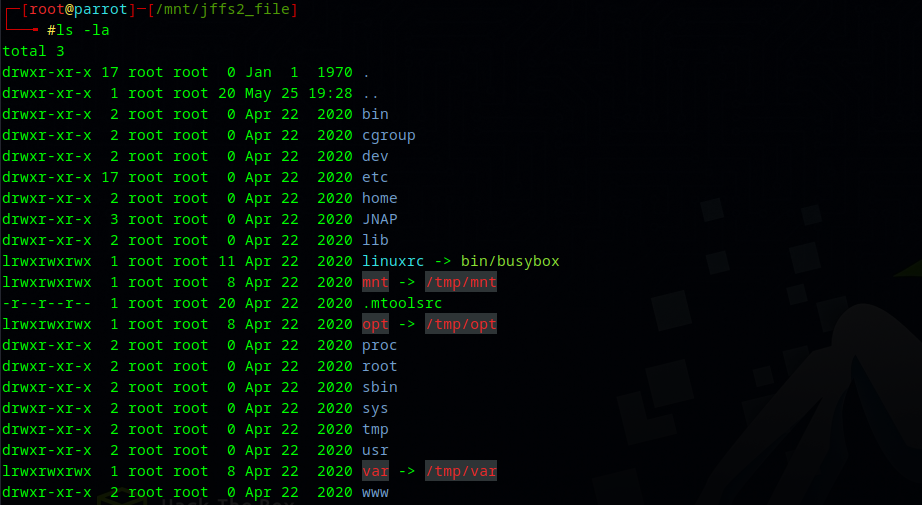 ┌─[root@parrot]─[/mnt/jffs2_file]
└──╼ #ls -la
total 3
drwxr-xr-x 17 root root  0 Jan  1  1970 .
drwxr-xr-x  1 root root 20 May 25 19:28 ..
drwxr-xr-x  2 root root  0 Apr 22  2020 bin
drwxr-xr-x  2 root root  0 Apr 22  2020 cgroup
drwxr-xr-x  2 root root  0 Apr 22  2020 dev
drwxr-xr-x 17 root root  0 Apr 22  2020 etc
drwxr-xr-x  2 root root  0 Apr 22  2020 home
drwxr-xr-x  3 root root  0 Apr 22  2020 JNAP
drwxr-xr-x  2 root root  0 Apr 22  2020 lib
lrwxrwxrwx  1 root root 11 Apr 22  2020 linuxrc -> bin/busybox
lrwxrwxrwx  1 root root  8 Apr 22  2020 mnt -> /tmp/mnt
-r--r--r--  1 root root 20 Apr 22  2020 .mtoolsrc
lrwxrwxrwx  1 root root  8 Apr 22  2020 opt -> /tmp/opt
drwxr-xr-x  2 root root  0 Apr 22  2020 proc
drwxr-xr-x  2 root root  0 Apr 22  2020 root
drwxr-xr-x  2 root root  0 Apr 22  2020 sbin
drwxr-xr-x  2 root root  0 Apr 22  2020 sys
drwxr-xr-x  2 root root  0 Apr 22  2020 tmp
drwxr-xr-x  2 root root  0 Apr 22  2020 usr
lrwxrwxrwx  1 root root  8 Apr 22  2020 var -> /tmp/var
drwxr-xr-x  2 root root  0 Apr 22  2020 www